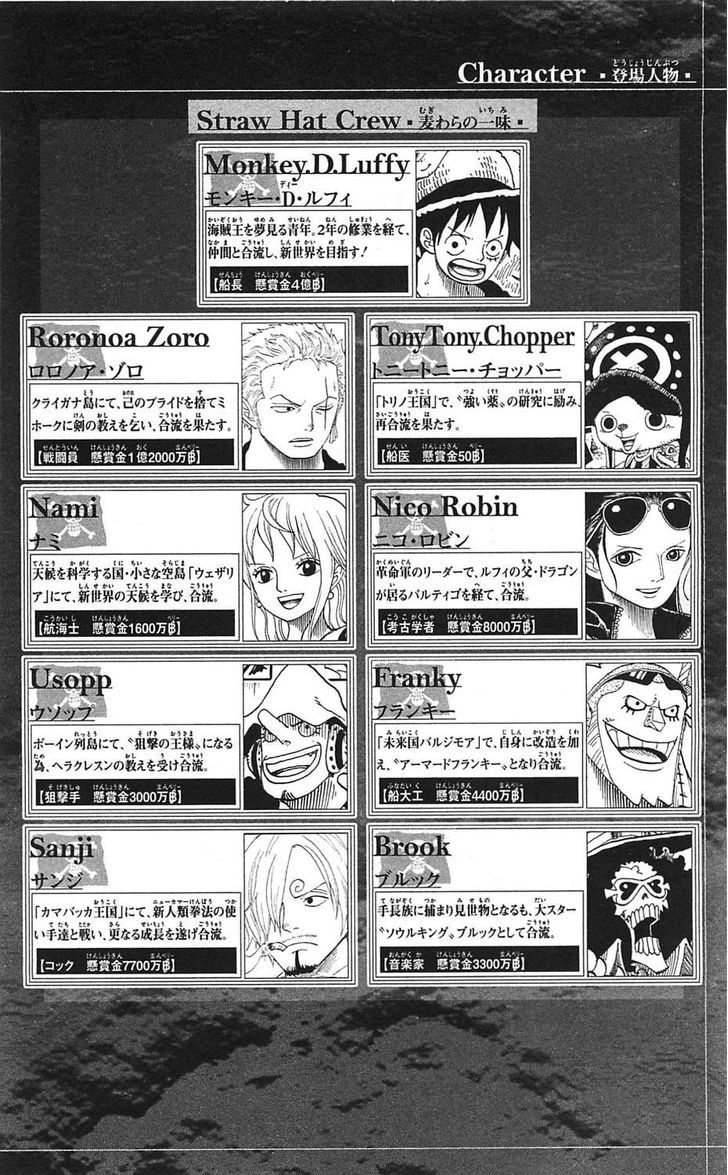 Character ▪登場人物▪
Straw Hat Crew ▪麦わらの一味▪
Monkey.D.Luffy
モンキー・D・ルフィ
海賊王を夢見る青年。2年の修業を経て、
仲間と合流し、新世界を目指す!
【船長 懸賞金4億฿】
Roronoa Zoro
ロロノア・ゾロ
クライガナ島にて、己のプライドを捨てミ
ホークに剣の教えを乞い、合流を果たす。
【戦闘員 懸賞金1億2000万฿】
TonyTony.Chopper
トニートニー・チョッパー
「トリノ王国」で、〝強い薬〟の研究に励み、
再合流を果たす。
【船医 懸賞金50฿】
Nami
ナミ
天候を科学する国・小さな空島「ウェザリ
ア」にて、新世界の天候を学び、合流。
【航海士 懸賞金1600万฿】
Nico Robin
ニコ・ロビン
革命軍のリーダーで、ルフィの父・ドラゴン
が居るバルティゴを経て、合流。
【考古学者 懸賞金8000万฿】
Usopp
ウソップ
ボーイン列島にて、〝狙撃の王様〟になる
為、ヘラクレスンの教えを受け合流。
【狙撃手 懸賞金3000万฿】
Franky
フランキー
「未来国バルジモア」で、自身に改造を加
え、〝アーマードフランキー〟となり合流。
【船大工 懸賞金4400万฿】
Sanji
サンジ
「カマバッカ王国」にて、新人類拳法の使
い手達と戦い、更なる成長を遂げ合流。
【コック 懸賞金7700万฿】
Brook
ブルック
手長族に捕まり見世物となるも、大スター
〝ソウルキング〟ブルックとして合流。
【音楽家 懸賞金3300万฿】